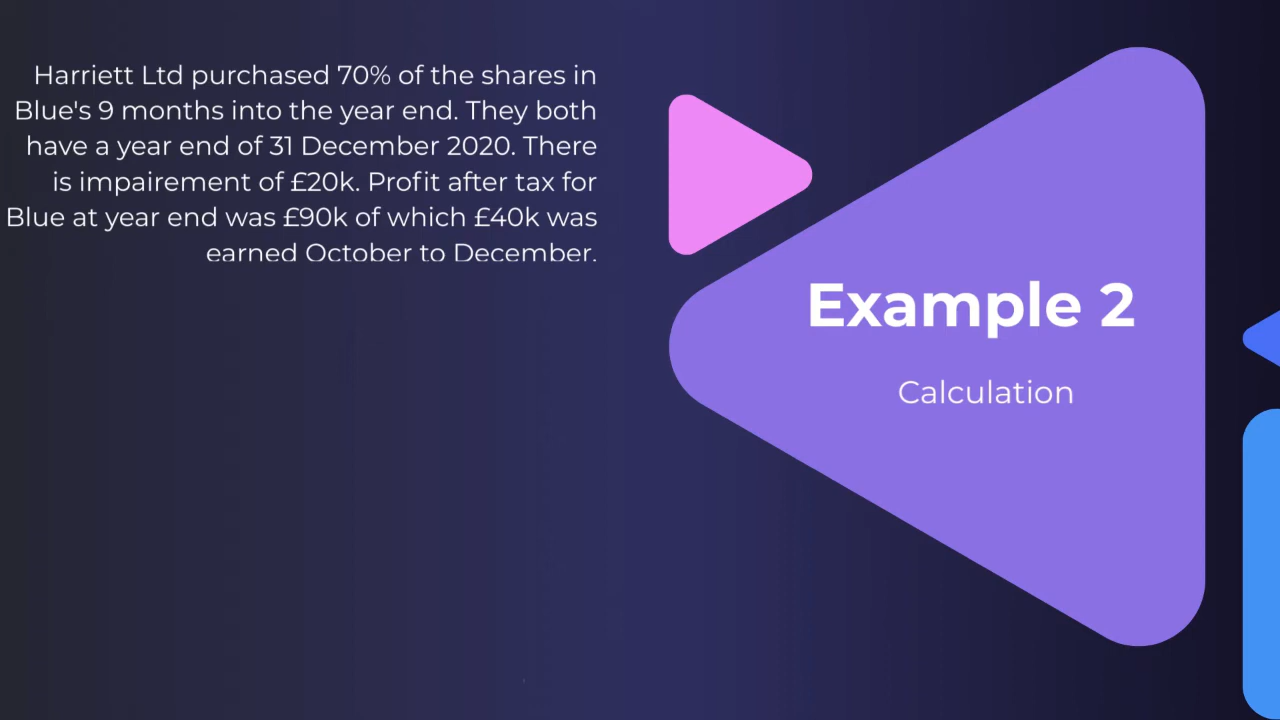 Harriett Ltd purchased 70% of the shares in
Blue's 9 months into the year end. They both
have a year end of 31 December 2020. There
is impairement of £20k. Profit after tax for
Blue at year end was £90k of which £40k was
earned October to December.
Example 2
Calculation